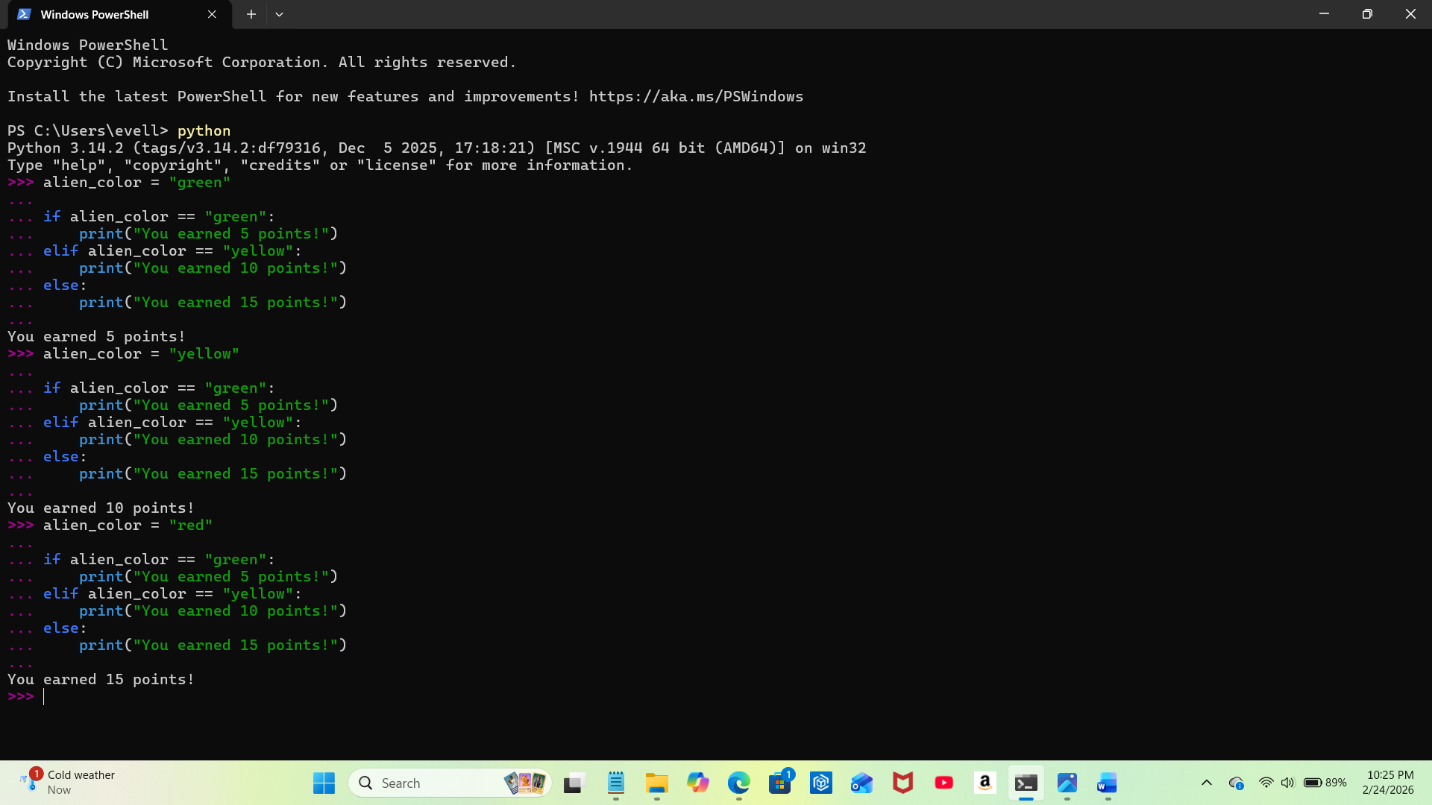 Windows PowerShell
Windows PowerShell
Copyright (C) Microsoft Corporation. All rights reserved.
Install the latest PowerShell for new features and improvements! https://aka.ms/PSWindows
PS C:\Users\evell> python
Python 3.14.2 (tags/v3.14.2:df79316, Dec  5 2025, 17:18:21) [MSC v.1944 64 bit (AMD64)] on win32
Type "help", "copyright", "credits" or "license" for more information.
>>> alien_color = "green"
...
... if alien_color == "green":
...     print("You earned 5 points!")
... elif alien_color == "yellow":
...     print("You earned 10 points!")
... else:
...     print("You earned 15 points!")
...
You earned 5 points!
>>> alien_color = "yellow"
...
... if alien_color == "green":
...     print("You earned 5 points!")
... elif alien_color == "yellow":
...     print("You earned 10 points!")
... else:
...     print("You earned 15 points!")
...
You earned 10 points!
>>> alien_color = "red"
...
... if alien_color == "green":
...     print("You earned 5 points!")
... elif alien_color == "yellow":
...     print("You earned 10 points!")
... else:
...     print("You earned 15 points!")
...
You earned 15 points!
>>>
1
Cold weather
Now
Search
1
a
W
89%
10:25 PM
2/24/2026